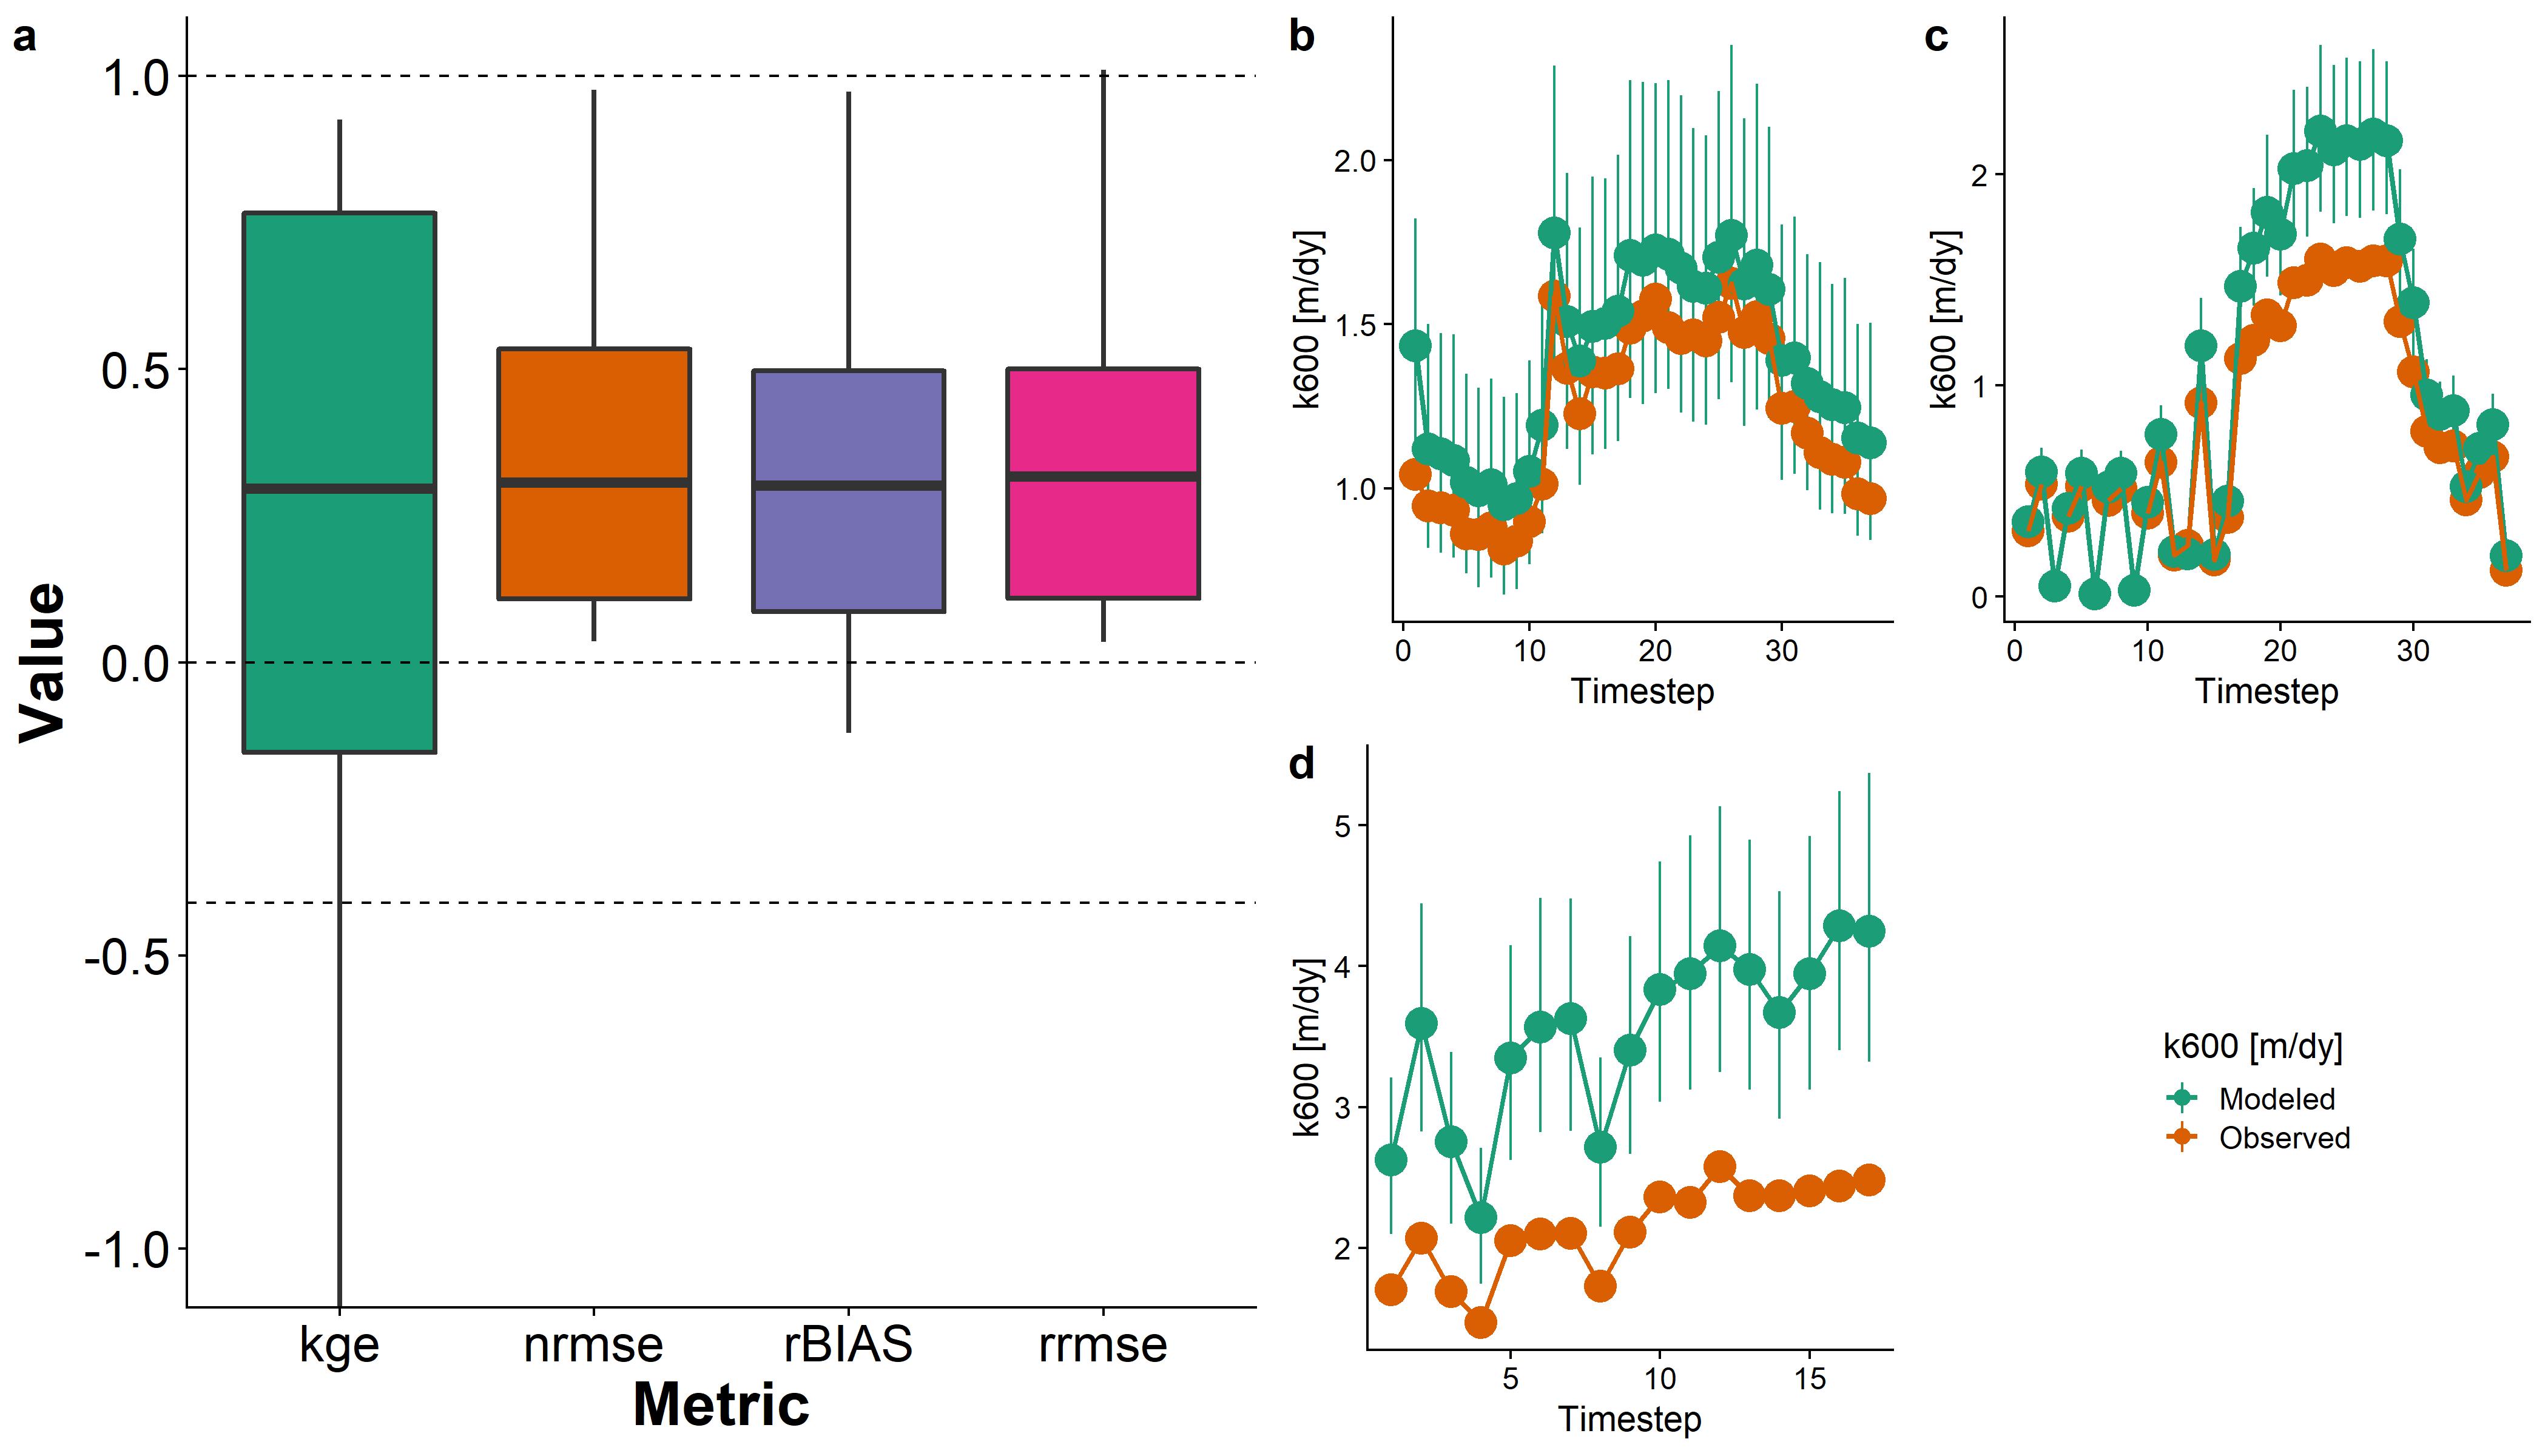 a
Value
1.0
0.5
0.0
-0.5
-1.0
kge nrmse rBIAS rrmse
Metric
b
k600 [m/dy]
2.0
1.5
1.0
0 10 20 30
Timestep
c
k600 [m/dy]
2
1
0
0 10 20 30
Timestep
d
k600 [m/dy]
5
4
3
2
5 10 15
Timestep
k600 [m/dy]
Modeled
Observed